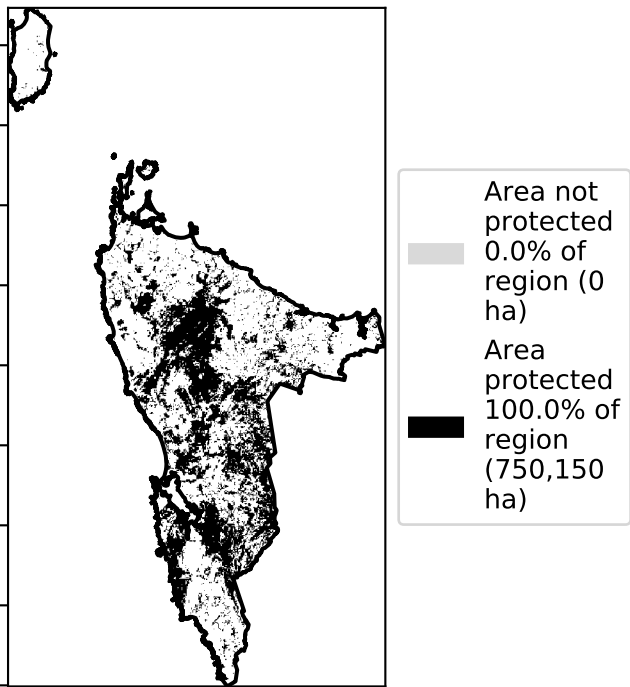 Area not
protected
0.0% of
region (0
ha)
Area
protected
100.0% of
region
(750,150
ha)